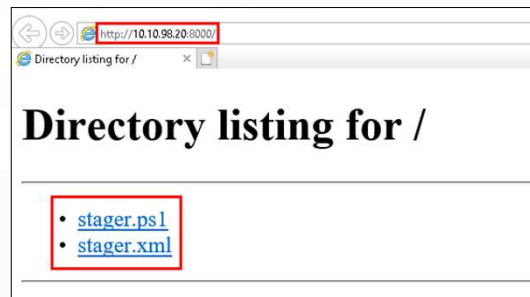 http://10.10.98.20:8000/
Directory listing for /
Directory listing for /
stager.ps1
stager.xml